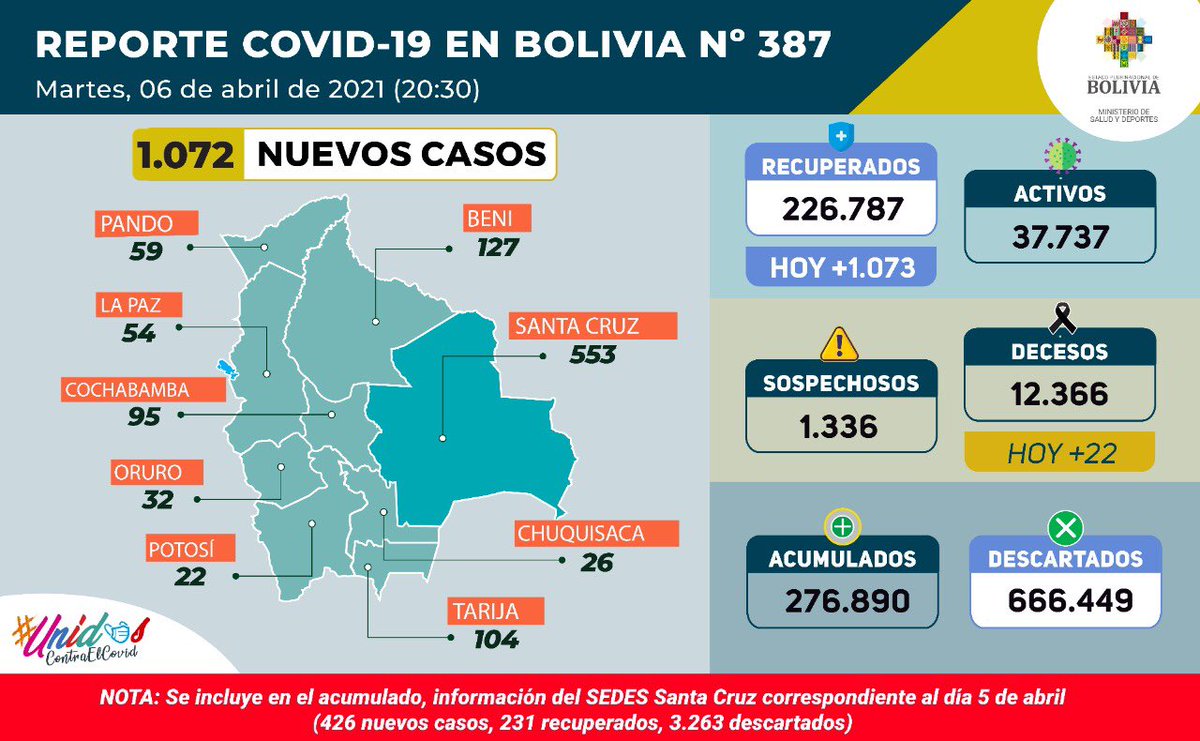 REPORTE COVID-19 EN BOLIVIA Nº 387
Martes, 06 de abril de 2021 (20:30)
ESTADO PLURINACIONAL DE
BOLIVIA
MINISTERIO DE
SALUD Y DEPORTES
1.072 NUEVOS CASOS
PANDO
59
BENI
127
LA PAZ
54
SANTA CRUZ
553
COCHABAMBA
95
ORURO
32
CHUQUISACA
26
POTOSÍ
22
TARIJA
104
RECUPERADOS
226.787
HOY +1.073
ACTIVOS
37.737
SOSPECHOSOS
1.336
DECESOS
12.366
HOY +22
ACUMULADOS
276.890
DESCARTADOS
666.449
#Unidos
ContraElCovid
NOTA: Se incluye en el acumulado, información del SEDES Santa Cruz correspondiente al día 5 de abril
(426 nuevos casos, 231 recuperados, 3.263 descartados)